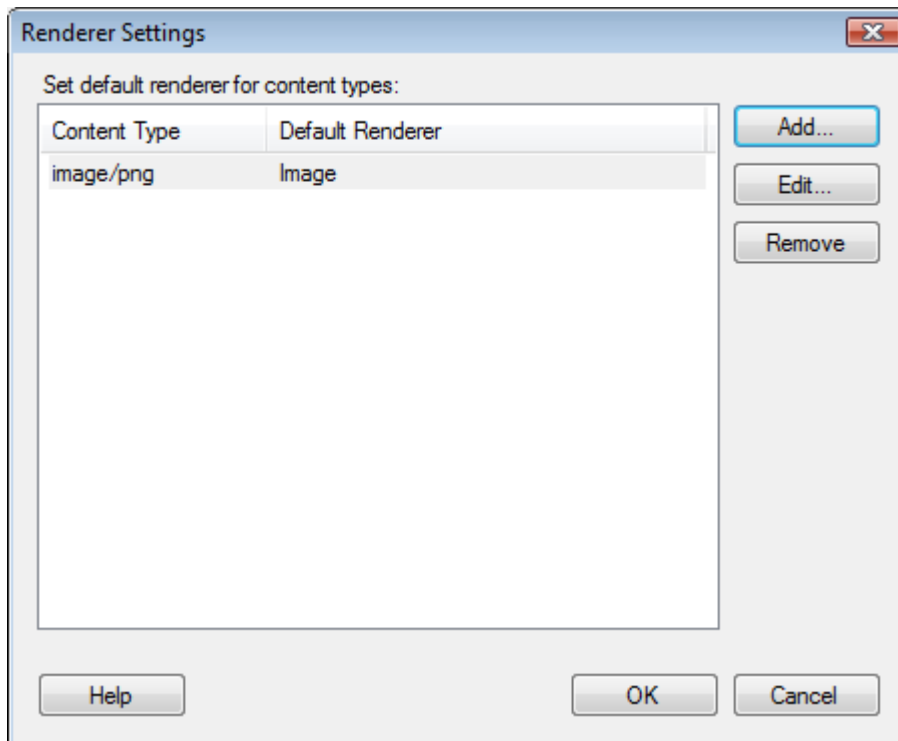 Renderer Settings
Set default renderer for content types:
Content Type Default Renderer
image/png Image
Add...
Edit...
Remove
Help OK Cancel